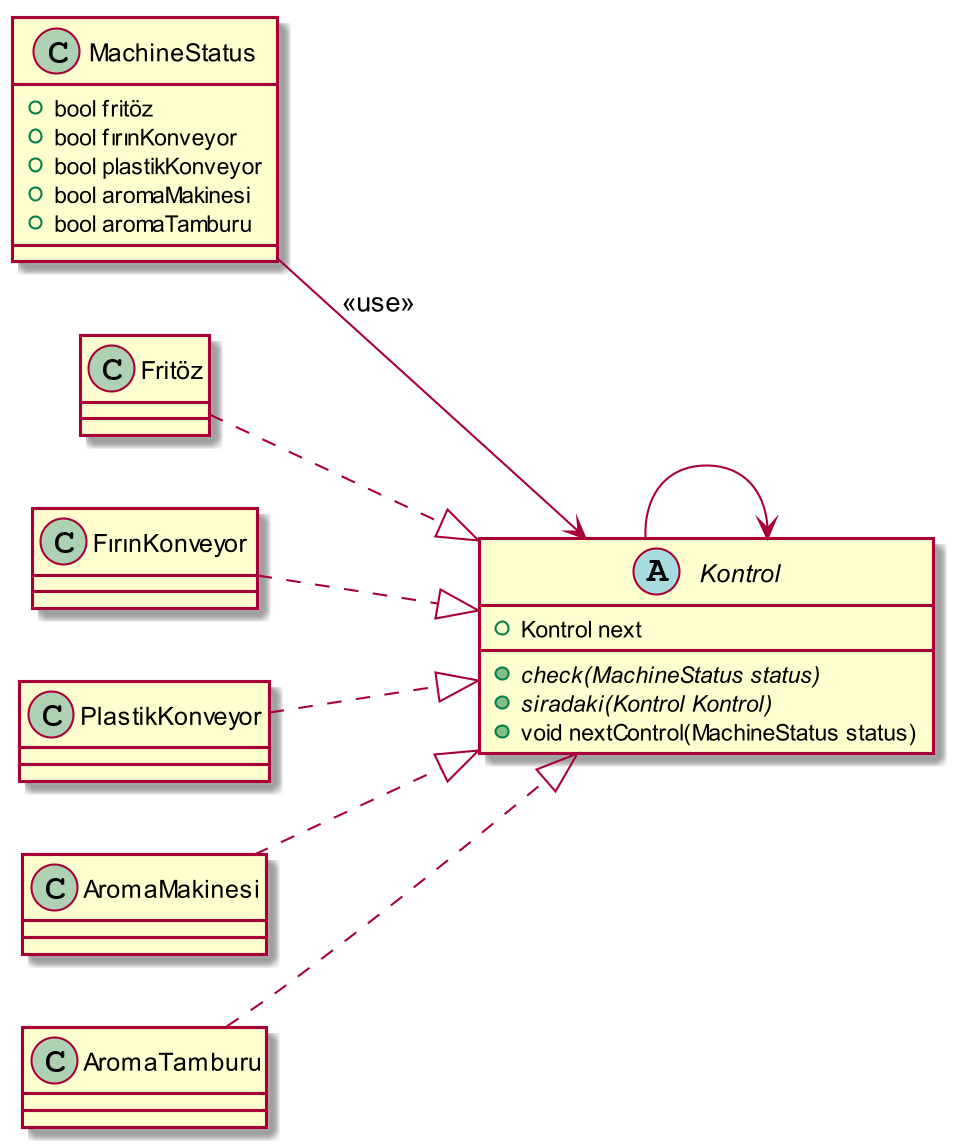 C MachineStatus
bool fritöz
bool fırınKonveyor
bool plastikKonveyor
bool aromaMakinesi
bool aromaTamburu
«use»
C Fritöz
C FırınKonveyor
A Kontrol
Kontrol next
check(MachineStatus status)
siradaki(Kontrol Kontrol)
void nextControl(MachineStatus status)
C PlastikKonveyor
C AromaMakinesi
C AromaTamburu